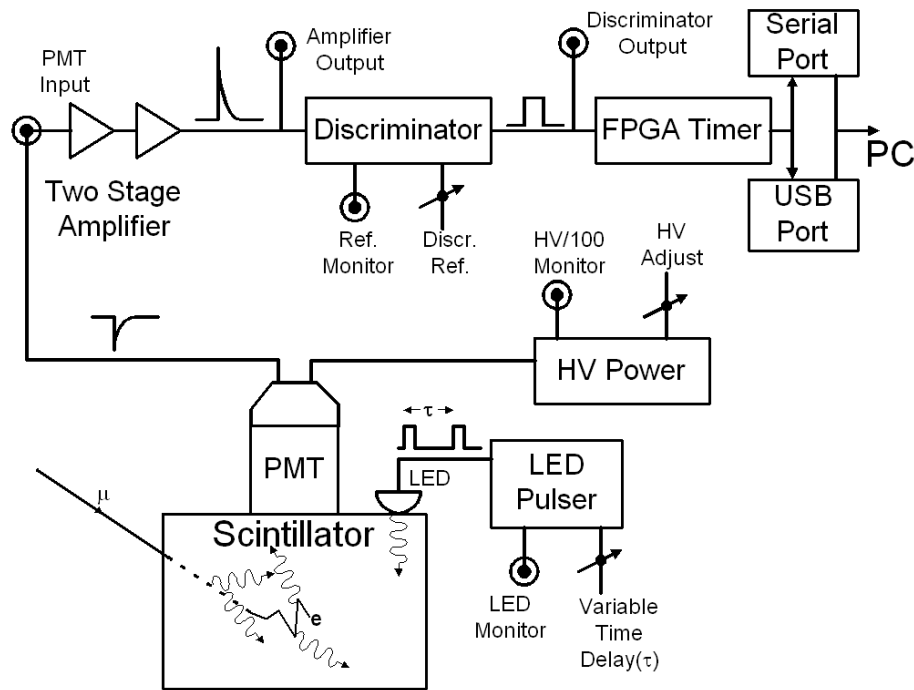 PMT
Input
Amplifier
Output
Discriminator
Output
Serial
Port
Discriminator
FPGA Timer
PC
Two Stage
Amplifier
USB
Port
Ref.
Monitor
Discr.
Ref.
HV/100
Monitor
HV
Adjust
HV Power
τ
PMT
LED
LED
Pulser
μ
Scintillator
e
LED
Monitor
Variable
Time
Delay(τ)